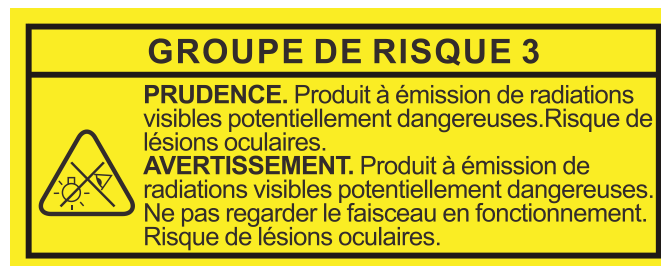 GROUPE DE RISQUE 3
PRUDENCE. Produit à émission de radiations
visibles potentiellement dangereuses.Risque de
lésions oculaires.
AVERTISSEMENT. Produit à émission de
radiations visibles potentiellement dangereuses.
Ne pas regarder le faisceau en fonctionnement.
Risque de lésions oculaires.